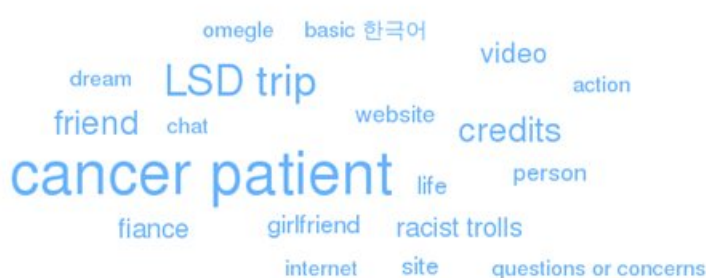 omegle basic 한국어
video
dream LSD trip action
friend chat website credits
cancer patient life person
fiance girlfriend racist trolls
internet site questions or concerns